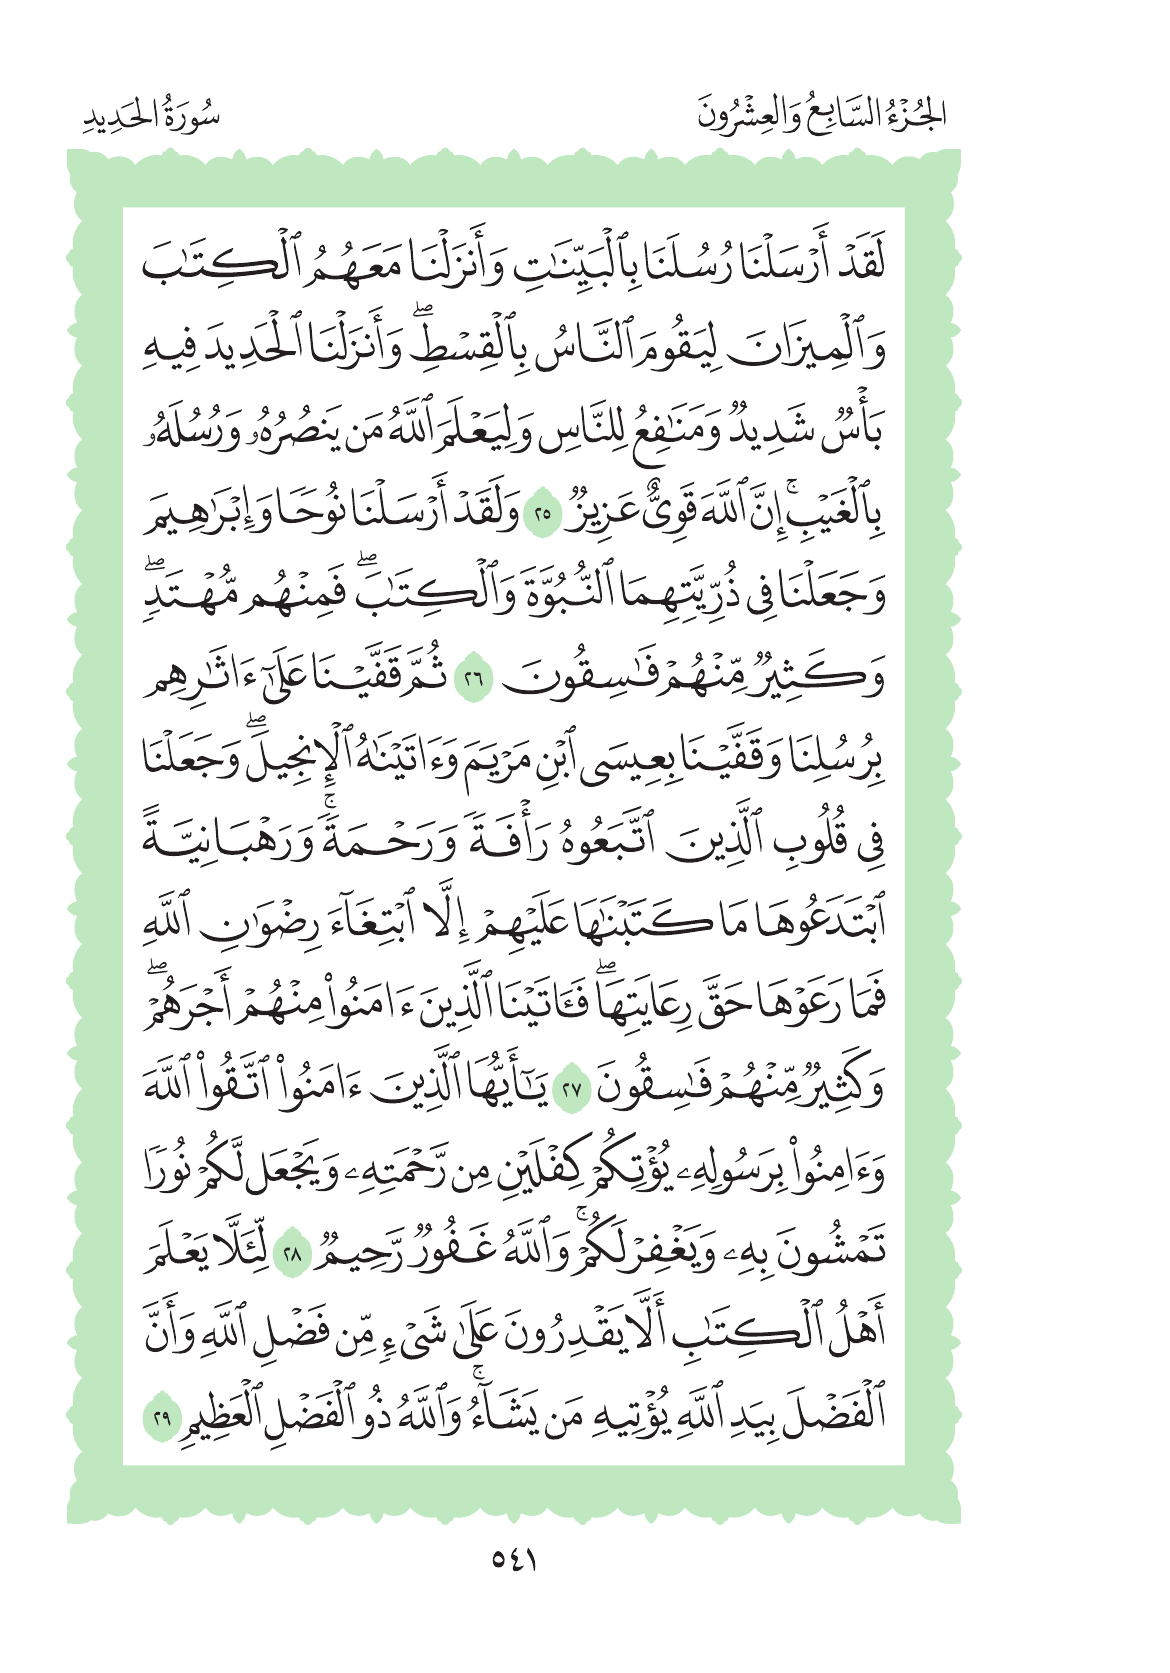 الجُزْءُ السَّابِعُ وَالعِشْرُونَ
سُورَةُ الحَدِيدِ
لَقَدْ أَرْسَلْنَا رُسُلَنَا بِٱلْبَيِّنَٰتِ وَأَنزَلْنَا مَعَهُمُ ٱلْكِتَٰبَ
وَٱلْمِيزَانَ لِيَقُومَ ٱلنَّاسُ بِٱلْقِسْطِۖ وَأَنزَلْنَا ٱلْحَدِيدَ فِيهِ
بَأْسٌ شَدِيدٌ وَمَنَٰفِعُ لِلنَّاسِ وَلِيَعْلَمَ ٱللَّهُ مَن يَنصُرُهُۥ وَرُسُلَهُۥ
بِٱلْغَيْبِۚ إِنَّ ٱللَّهَ قَوِىٌّ عَزِيزٌ ٢٥ وَلَقَدْ أَرْسَلْنَا نُوحًا وَإِبْرَٰهِيمَ
وَجَعَلْنَا فِى ذُرِّيَّتِهِمَا ٱلنُّبُوَّةَ وَٱلْكِتَٰبَۖ فَمِنْهُم مُّهْتَدٍۖ
وَكَثِيرٌ مِّنْهُمْ فَٰسِقُونَ ٢٦ ثُمَّ قَفَّيْنَا عَلَىٰٓ ءَاثَٰرِهِم
بِرُسُلِنَا وَقَفَّيْنَا بِعِيسَى ٱبْنِ مَرْيَمَ وَءَاتَيْنَٰهُ ٱلْإِنجِيلَۖ وَجَعَلْنَا
فِى قُلُوبِ ٱلَّذِينَ ٱتَّبَعُوهُ رَأْفَةً وَرَحْمَةًۚ وَرَهْبَانِيَّةً
ٱبْتَدَعُوهَا مَا كَتَبْنَٰهَا عَلَيْهِمْ إِلَّا ٱبْتِغَآءَ رِضْوَٰنِ ٱللَّهِ
فَمَا رَعَوْهَا حَقَّ رِعَايَتِهَاۖ فَـَٔاتَيْنَا ٱلَّذِينَ ءَامَنُوا۟ مِنْهُمْ أَجْرَهُمْۖ
وَكَثِيرٌ مِّنْهُمْ فَٰسِقُونَ ٢٧ يَٰٓأَيُّهَا ٱلَّذِينَ ءَامَنُوا۟ ٱتَّقُوا۟ ٱللَّهَ
وَءَامِنُوا۟ بِرَسُولِهِۦ يُؤْتِكُمْ كِفْلَيْنِ مِن رَّحْمَتِهِۦ وَيَجْعَل لَّكُمْ نُورًا
تَمْشُونَ بِهِۦ وَيَغْفِرْ لَكُمْۚ وَٱللَّهُ غَفُورٌ رَّحِيمٌ ٢٨ لِّئَلَّا يَعْلَمَ
أَهْلُ ٱلْكِتَٰبِ أَلَّا يَقْدِرُونَ عَلَىٰ شَىْءٍ مِّن فَضْلِ ٱللَّهِ وَأَنَّ
ٱلْفَضْلَ بِيَدِ ٱللَّهِ يُؤْتِيهِ مَن يَشَآءُۚ وَٱللَّهُ ذُو ٱلْفَضْلِ ٱلْعَظِيمِ ٢٩
٥٤١